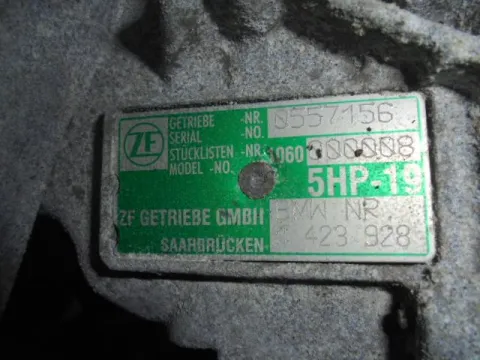 ZF
GETRIEBE -NR. 0557156
SERIAL -NO.
STÜCKLISTEN -NR. 1060
MODEL -NO. 5HP-19
ZF GETRIEBE GMBH BMW NR.
SAARBRÜCKEN 423 928